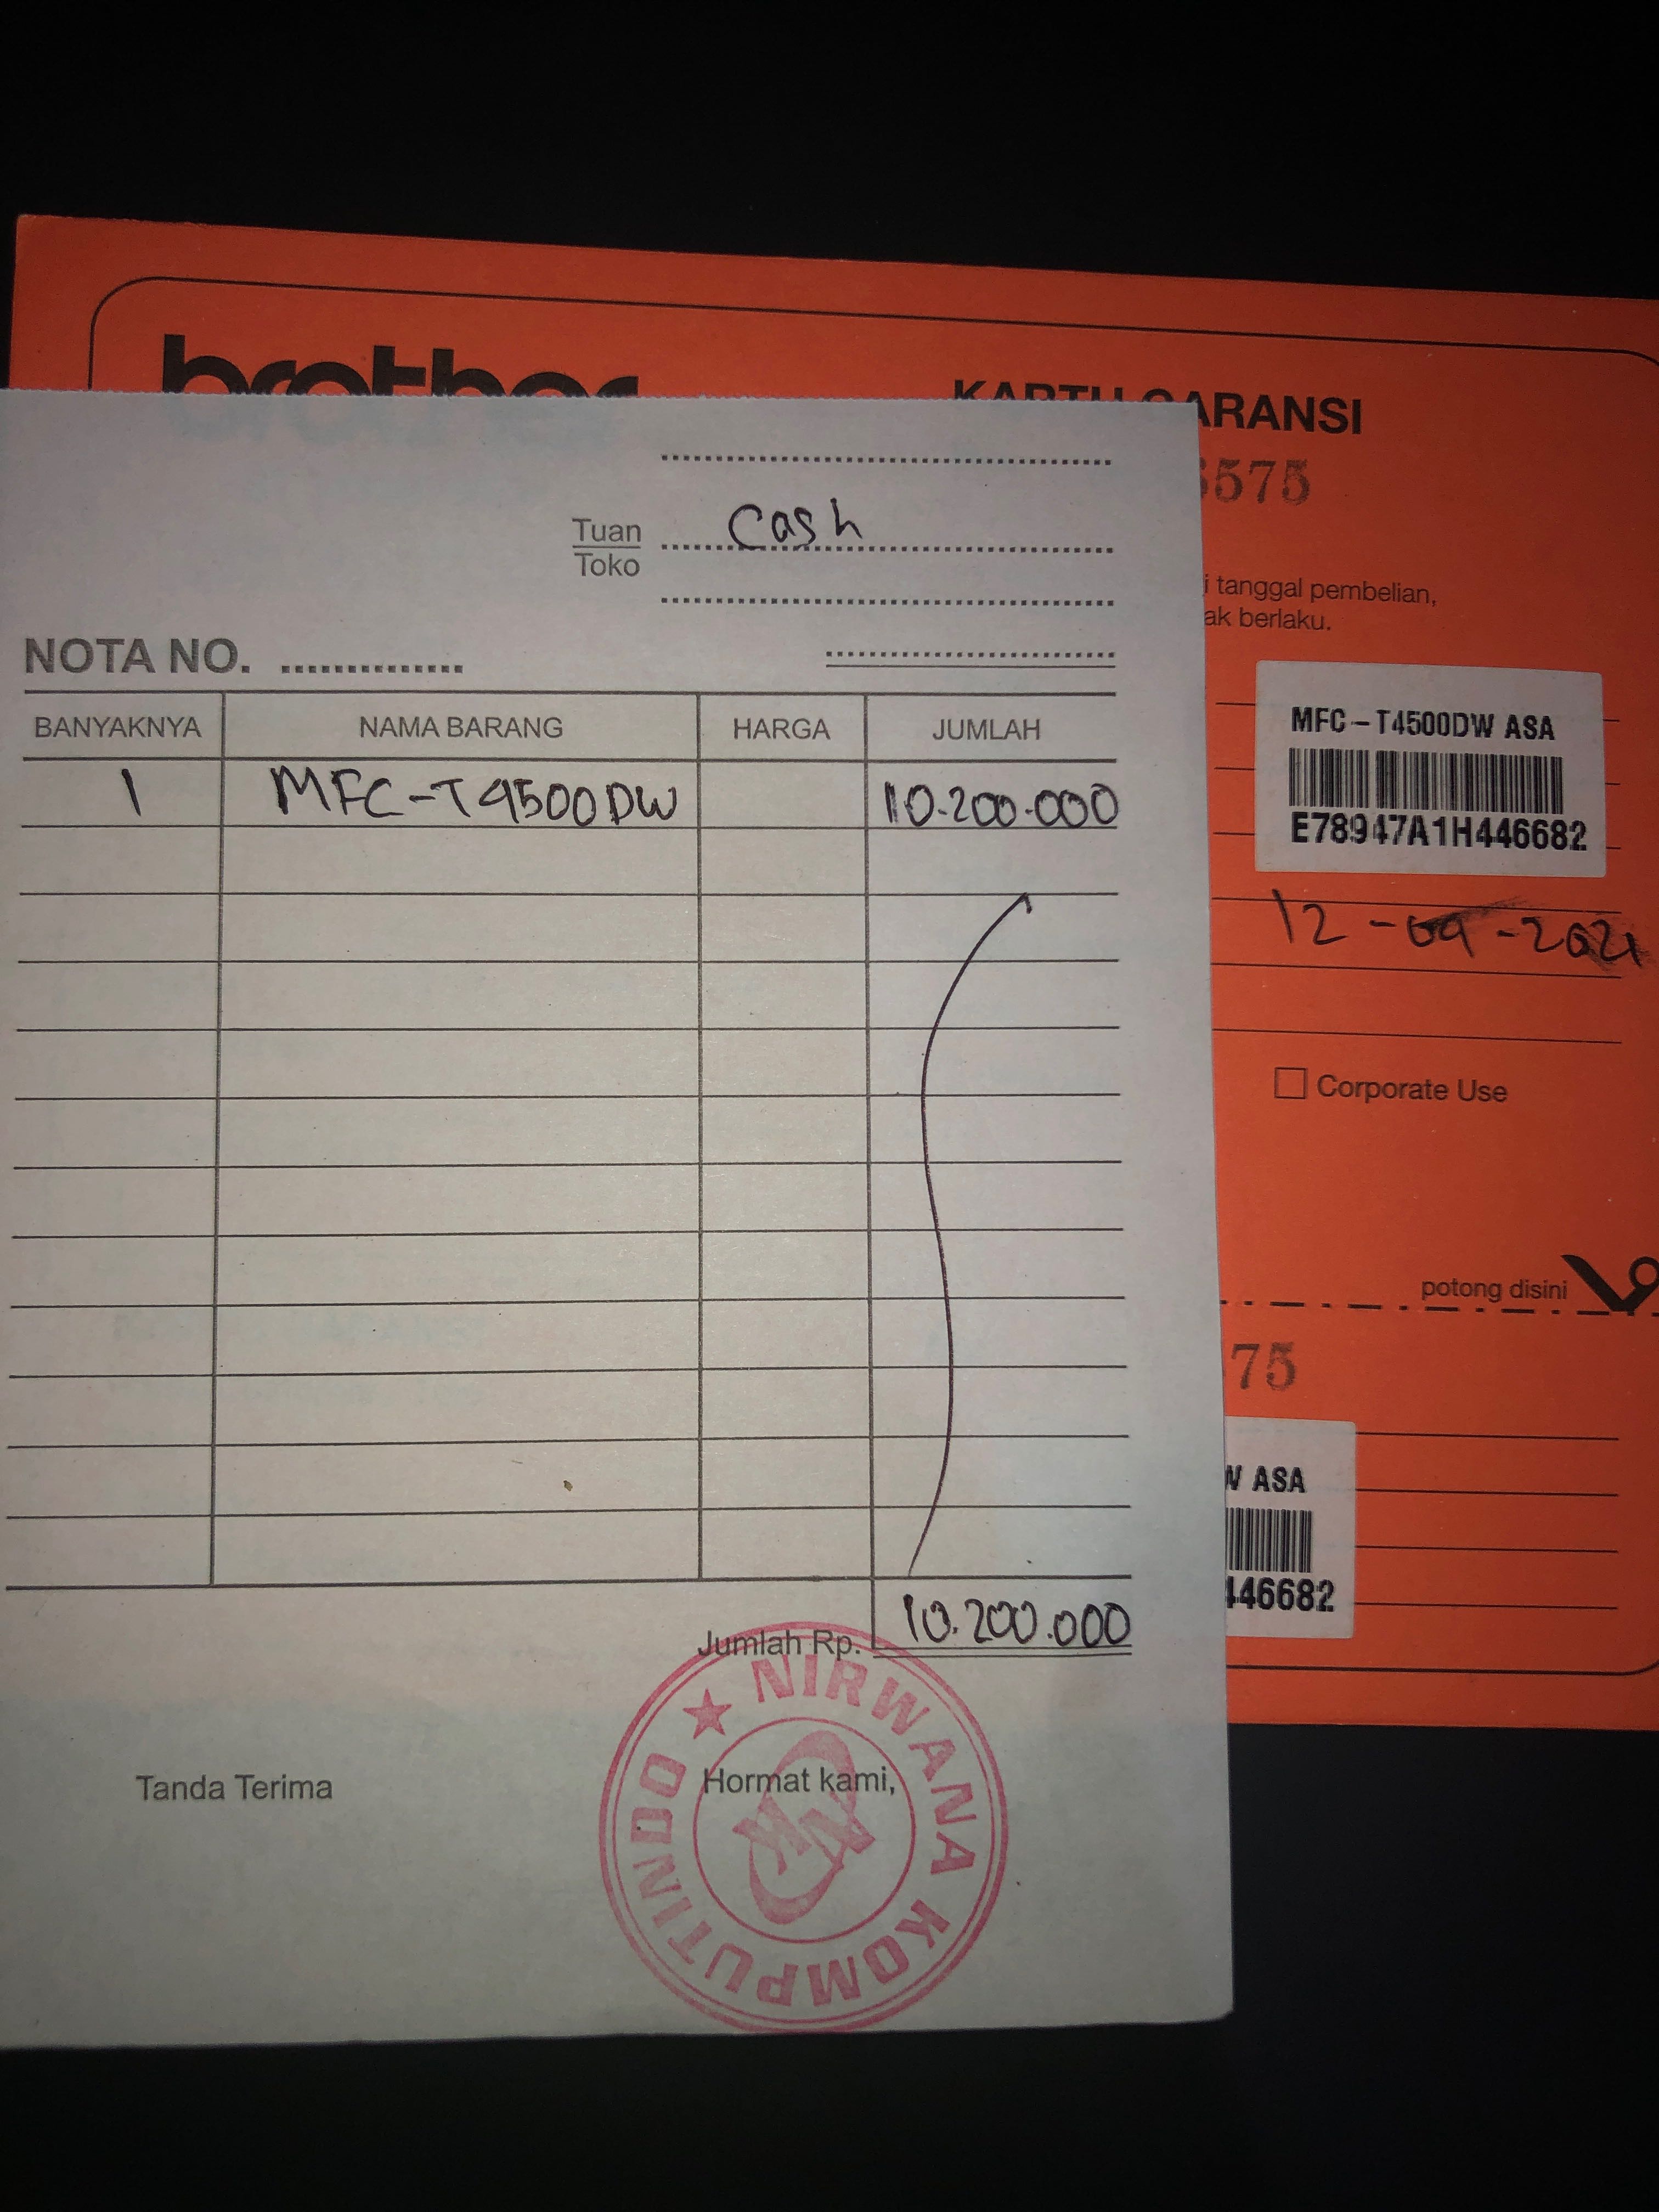 brother
KARTU GARANSI
575
Cash
Tuan
Toko
i tanggal pembelian,
ak berlaku.
NOTA NO. ..............
BANYAKNYA NAMA BARANG HARGA JUMLAH
1 MFC-T4500DW 10.200.000
MFC-T4500DW ASA
E78947A1H446682
12-09-2021
Corporate Use
potong disini
75
W ASA
446682
Jumlah Rp. 10.200.000
Tanda Terima
Hormat kami,
NIRWANA KOMPUTINDO